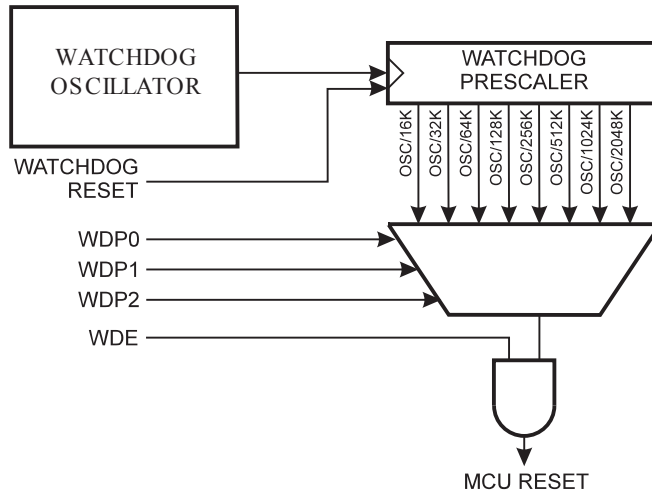 WATCHDOG
OSCILLATOR
WATCHDOG
PRESCALER
WATCHDOG
RESET
OSC/16K
OSC/32K
OSC/64K
OSC/128K
OSC/256K
OSC/512K
OSC/1024K
OSC/2048K
WDP0
WDP1
WDP2
WDE
MCU RESET